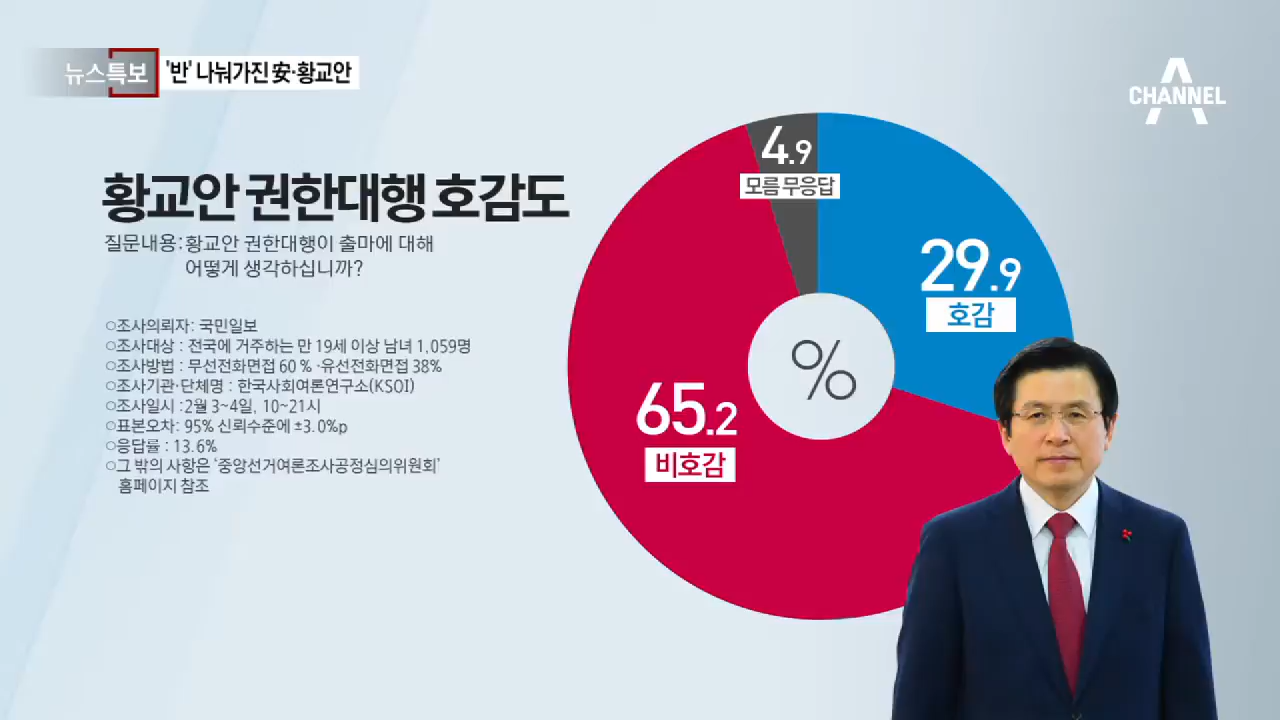 뉴스특보
'반' 나눠가진 安·황교안
CHANNEL A
황교안 권한대행 호감도
질문내용:황교안 권한대행이 출마에 대해
어떻게 생각하십니까?
○조사의뢰자: 국민일보
○조사대상 : 전국에 거주하는 만 19세 이상 남녀 1,059명
○조사방법 : 무선전화면접 60 % ·유선전화면접 38%
○조사기관·단체명 : 한국사회여론연구소(KSOI)
○조사일시 :2월 3~4일, 10~21시
○표본오차: 95% 신뢰수준에 ±3.0%p
○응답률 : 13.6%
○그 밖의 사항은 '중앙선거여론조사공정심의위원회'
홈페이지 참조
4.9
모름 무응답
29.9
호감
%
65.2
비호감